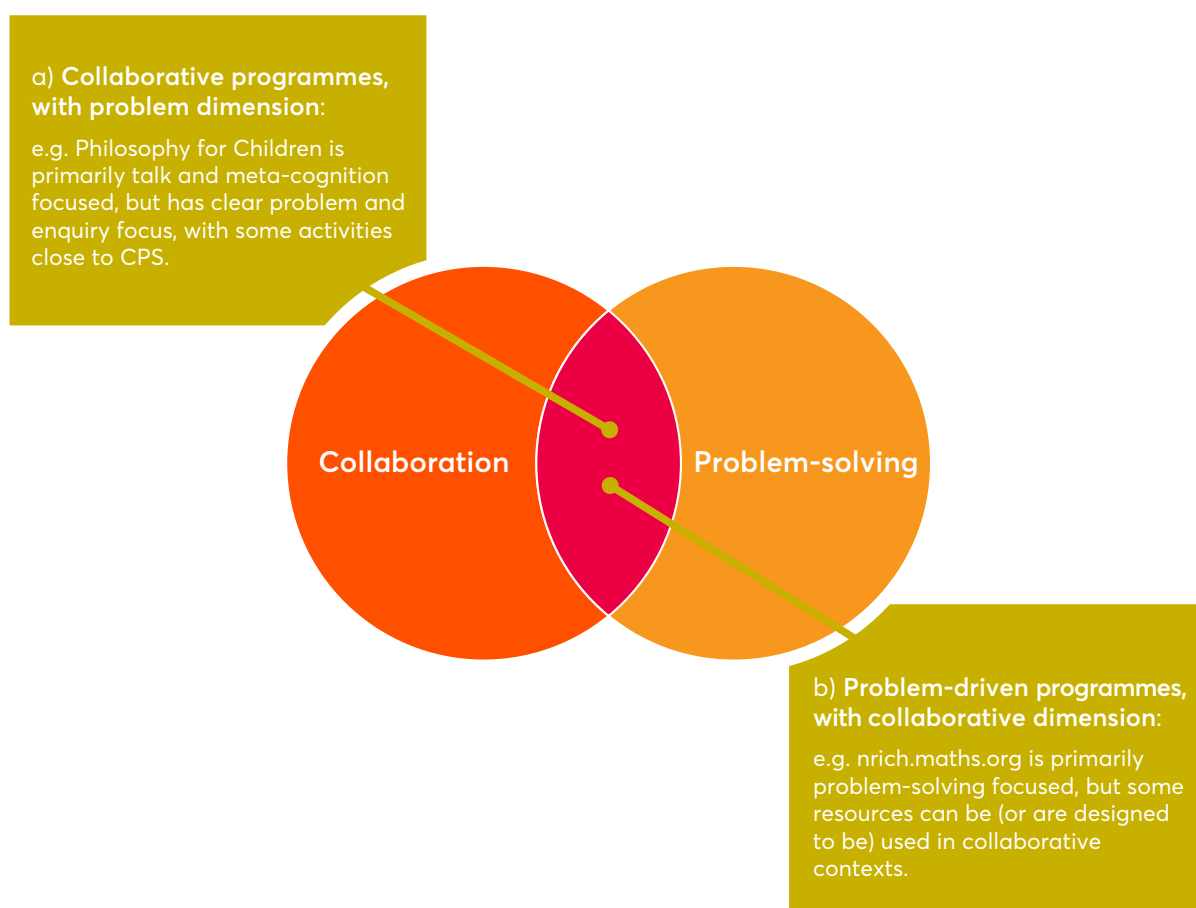 a) Collaborative programmes,
with problem dimension:
e.g. Philosophy for Children is
primarily talk and meta-cognition
focused, but has clear problem and
enquiry focus, with some activities
close to CPS.
Collaboration
Problem-solving
b) Problem-driven programmes,
with collaborative dimension:
e.g. nrich.maths.org is primarily
problem-solving focused, but some
resources can be (or are designed
to be) used in collaborative
contexts.